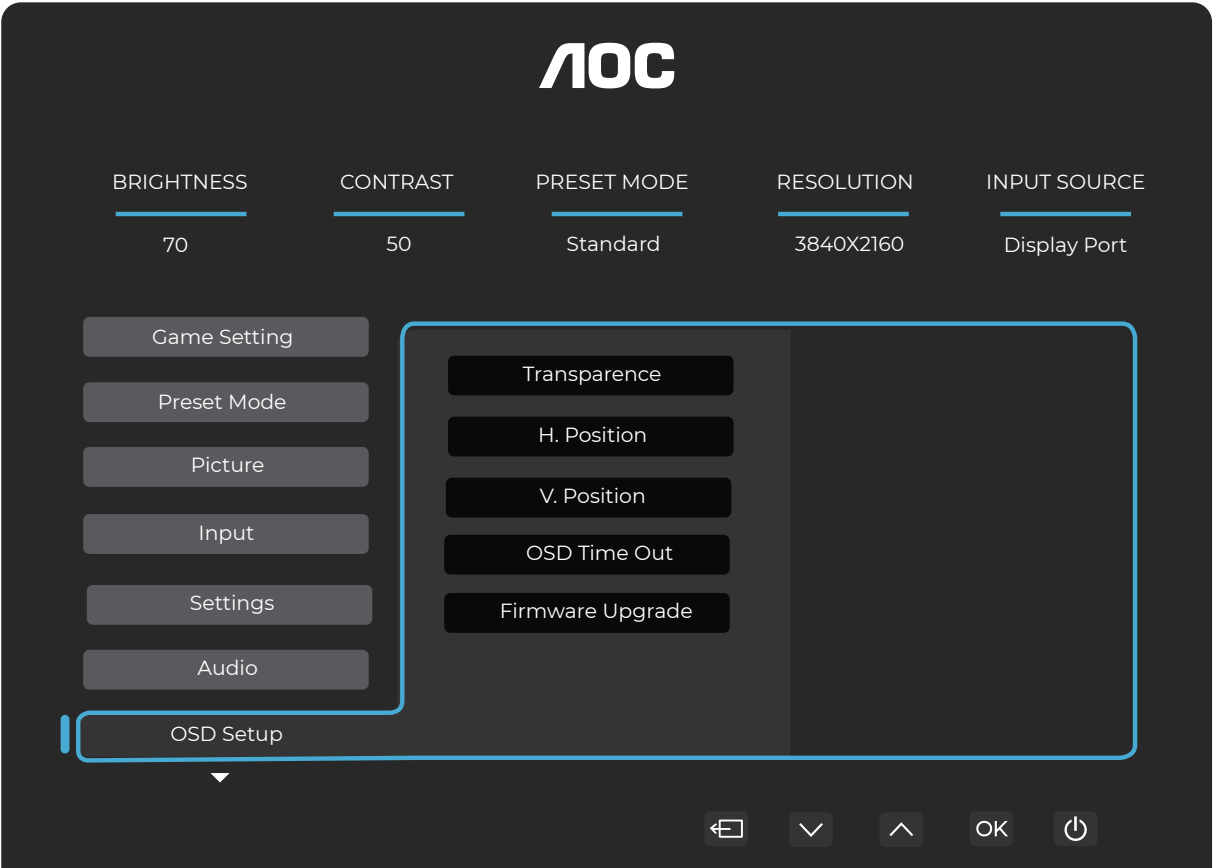 AOC
BRIGHTNESS CONTRAST PRESET MODE RESOLUTION INPUT SOURCE
70 50 Standard 3840X2160 Display Port
Game Setting
Preset Mode
Picture
Input
Settings
Audio
OSD Setup
Transparence
H. Position
V. Position
OSD Time Out
Firmware Upgrade
OK